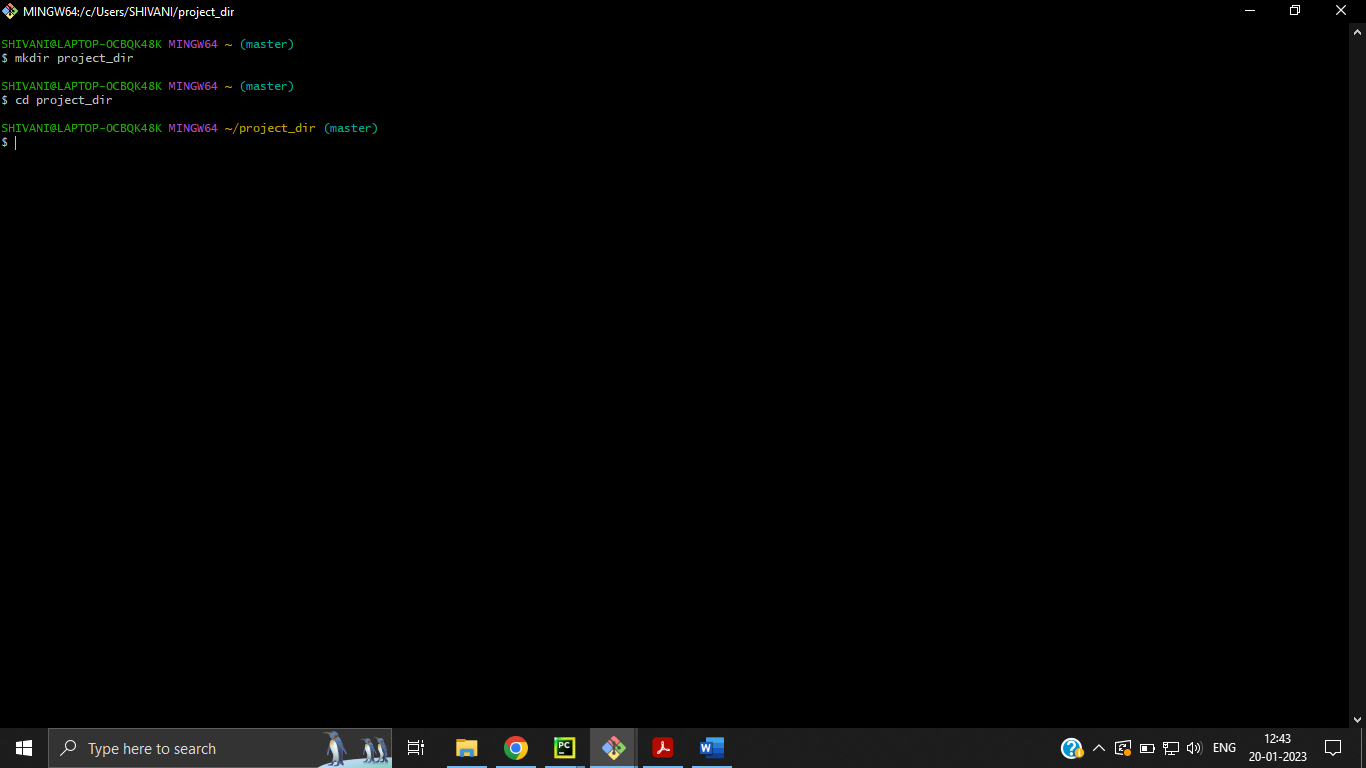 MINGW64:/c/Users/SHIVANI/project_dir
SHIVANI@LAPTOP-OCBQK48K MINGW64 ~ (master)
$ mkdir project_dir
SHIVANI@LAPTOP-OCBQK48K MINGW64 ~ (master)
$ cd project_dir
SHIVANI@LAPTOP-OCBQK48K MINGW64 ~/project_dir (master)
$
Type here to search
PC
W
ENG
12:43
20-01-2023